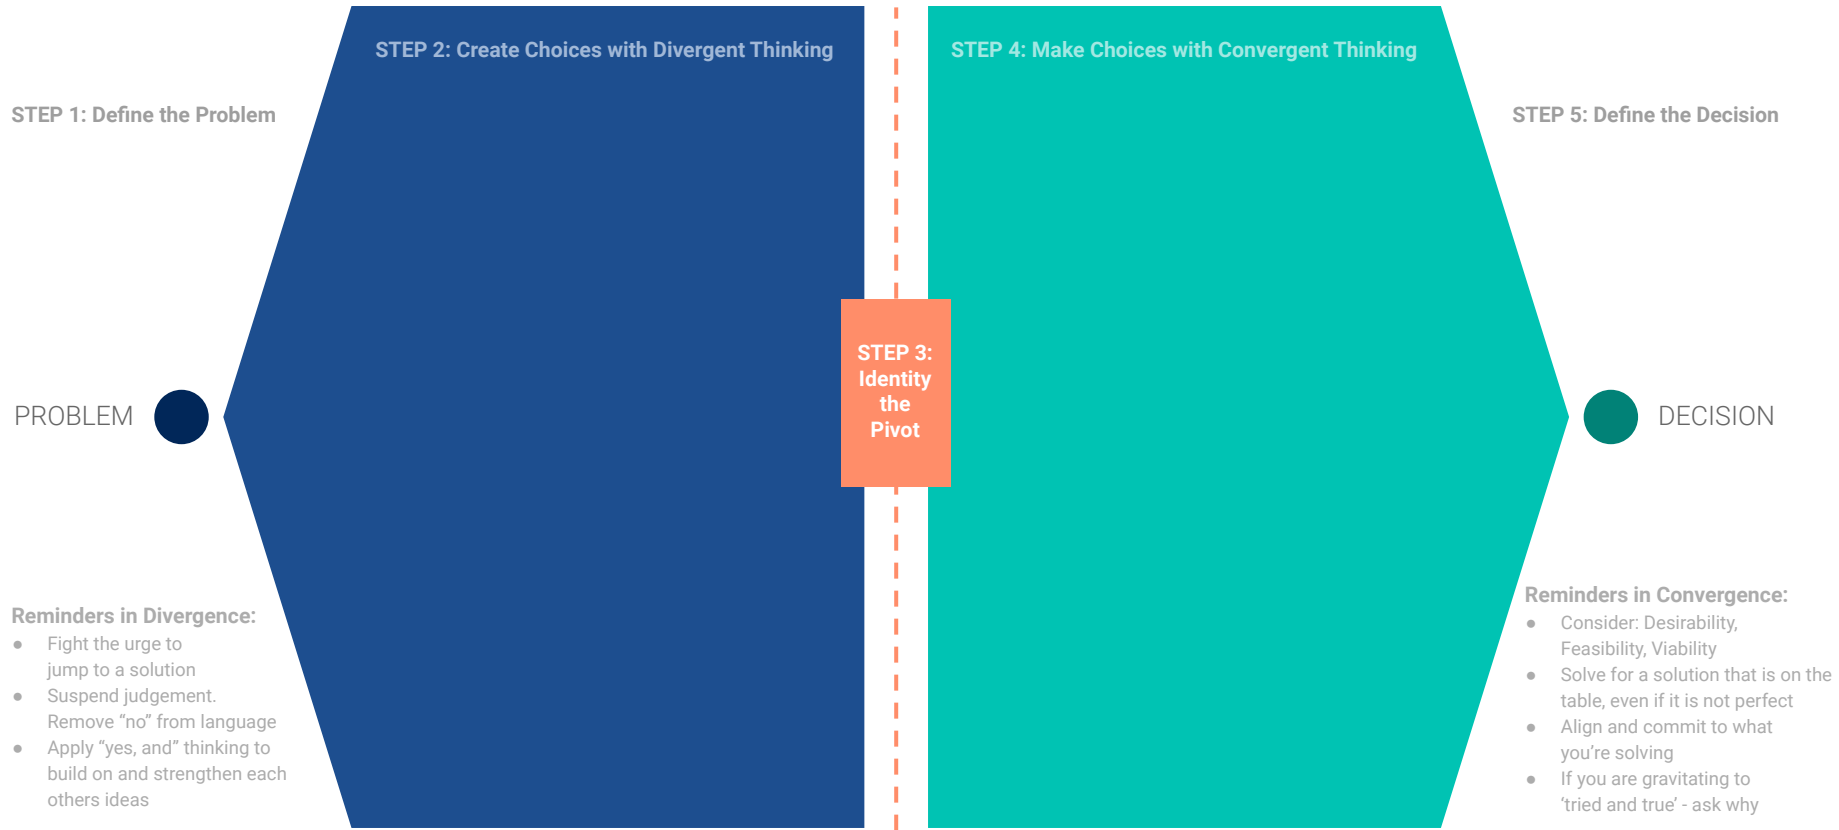 STEP 2: Create Choices with Divergent Thinking
STEP 4: Make Choices with Convergent Thinking
STEP 1: Define the Problem
STEP 5: Define the Decision
STEP 3:
Identity
the
Pivot
PROBLEM
DECISION
Reminders in Divergence:
● Fight the urge to
jump to a solution
● Suspend judgement.
Remove “no” from language
● Apply “yes, and” thinking to
build on and strengthen each
others ideas
Reminders in Convergence:
● Consider: Desirability,
Feasibility, Viability
● Solve for a solution that is on the
table, even if it is not perfect
● Align and commit to what
you’re solving
● If you are gravitating to
‘tried and true’ - ask why